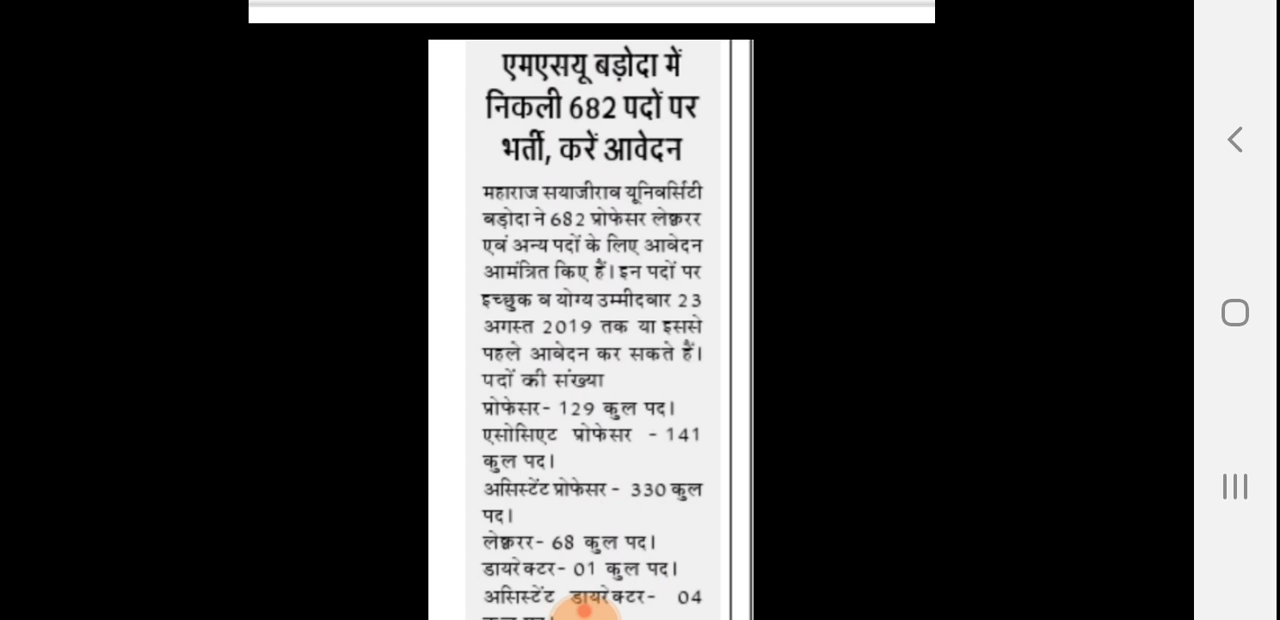 एमएसयू बड़ोदा में
निकली 682 पदों पर
भर्ती, करें आवेदन
महाराज सयाजीराव यूनिवर्सिटी
बड़ोदा ने 682 प्रोफेसर लेक्चरर
एवं अन्य पदों के लिए आवेदन
आमंत्रित किए हैं। इन पदों पर
इच्छुक व योग्य उम्मीदवार 23
अगस्त 2019 तक या इससे
पहले आवेदन कर सकते हैं।
पदों की संख्या
प्रोफेसर- 129 कुल पद।
एसोसिएट प्रोफेसर - 141
कुल पद।
असिस्टेंट प्रोफेसर - 330 कुल
पद।
लेक्चरर- 68 कुल पद।
डायरेक्टर- 01 कुल पद।
असिस्टेंट डायरेक्टर- 04